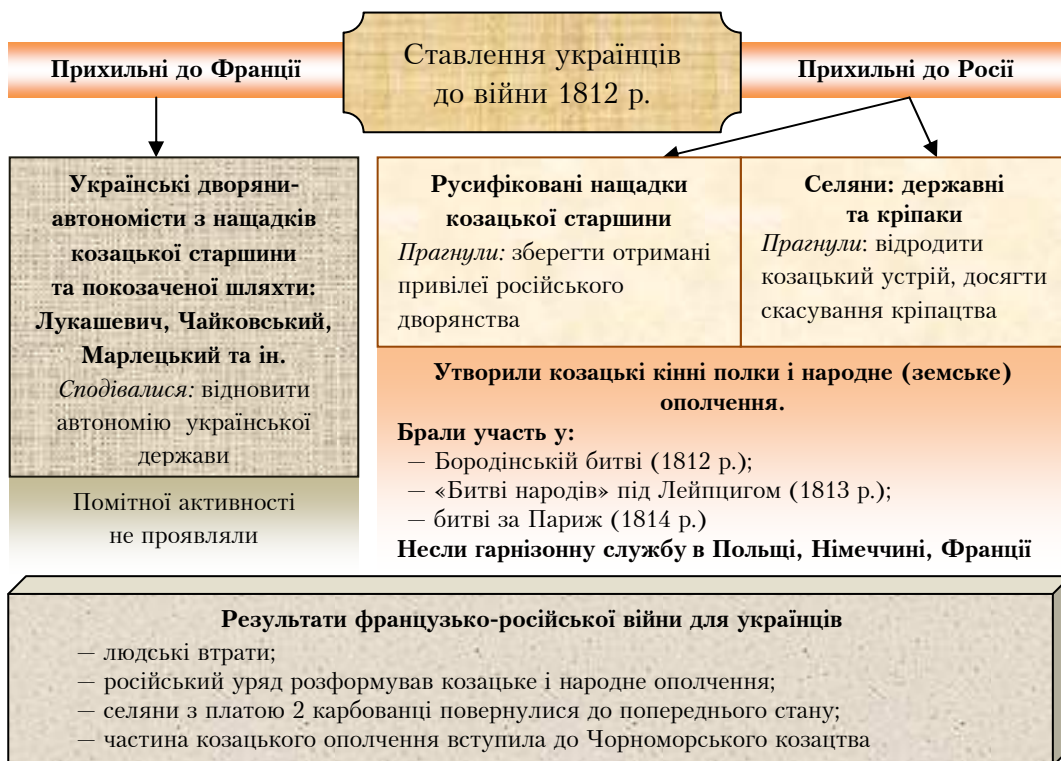 Ставлення українців
до війни 1812 р.
Прихильні до Франції
Прихильні до Росії
Українські дворяни-
автономісти з нащадків
козацької старшини
та покозаченої шляхти:
Лукашевич, Чайковський,
Марлецький та ін.
Сподівалися: відновити
автономію української
держави
Помітної активності
не проявляли
Русифіковані нащадки
козацької старшини
Прагнули: зберегти отримані
привілеї російського
дворянства
Селяни: державні
та кріпаки
Прагнули: відродити
козацький устрій, досягти
скасування кріпацтва
Утворили козацькі кінні полки і народне (земське)
ополчення.
Брали участь у:
— Бородінській битві (1812 р.);
— «Битві народів» під Лейпцигом (1813 р.);
— битві за Париж (1814 р.)
Несли гарнізонну службу в Польщі, Німеччині, Франції
Результати французько-російської війни для українців
— людські втрати;
— російський уряд розформував козацьке і народне ополчення;
— селяни з платою 2 карбованці повернулися до попереднього стану;
— частина козацького ополчення вступила до Чорноморського козацтва